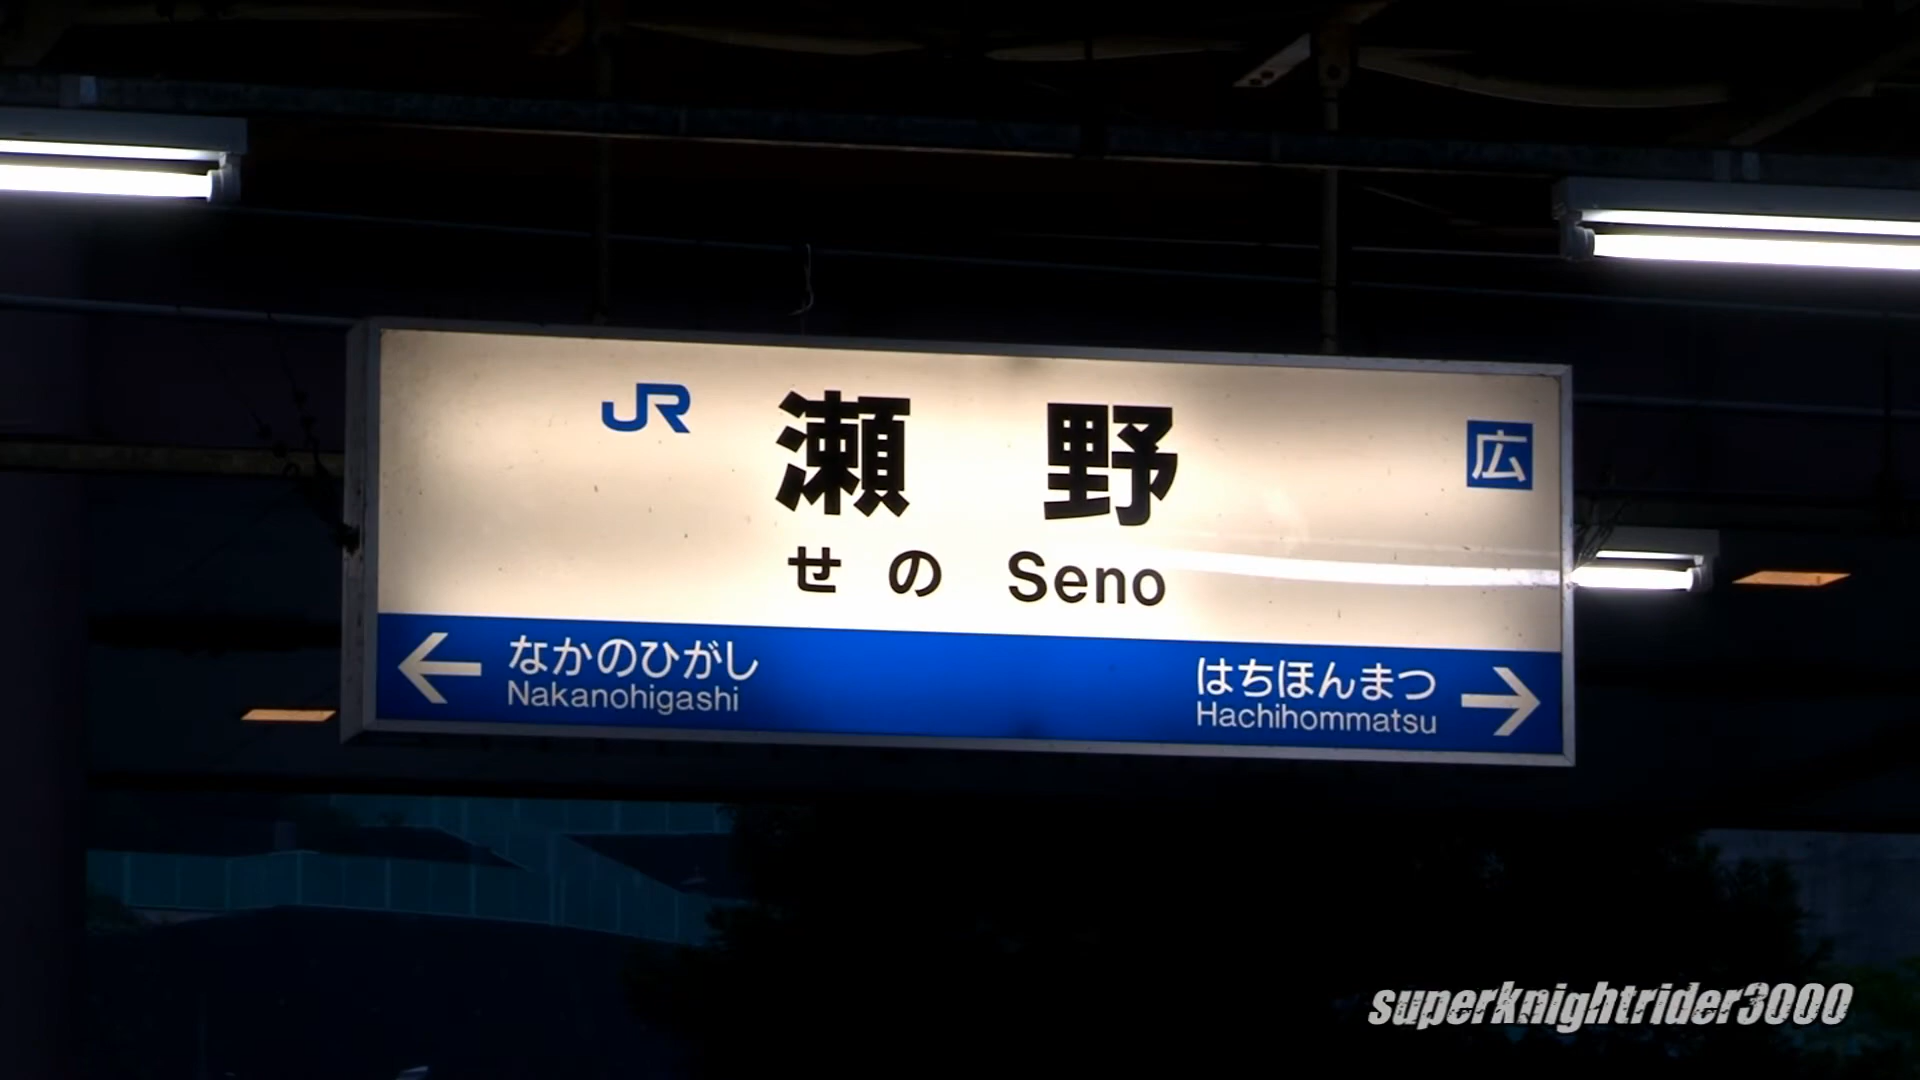 JR 瀬野 広
せの Seno
← なかのひがし
Nakanohigashi
はちほんまつ →
Hachihommatsu
superknightrider3000